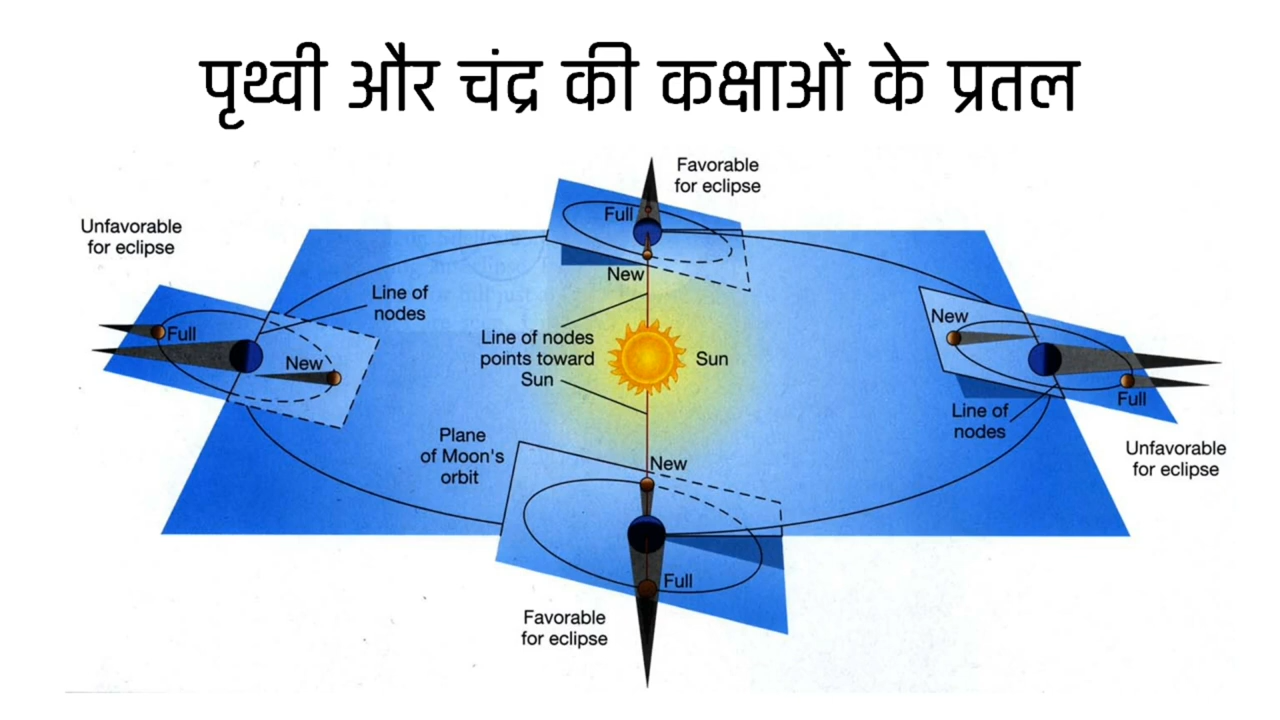 पृथ्वी और चंद्र की कक्षाओं के प्रतल
Favorable
for eclipse
Unfavorable
for eclipse
Full
New
Line of
nodes
Full
New
Line of nodes
points toward
Sun
Sun
New
Line of
nodes
Full
Unfavorable
for eclipse
Plane
of Moon's
orbit
New
Full
Favorable
for eclipse